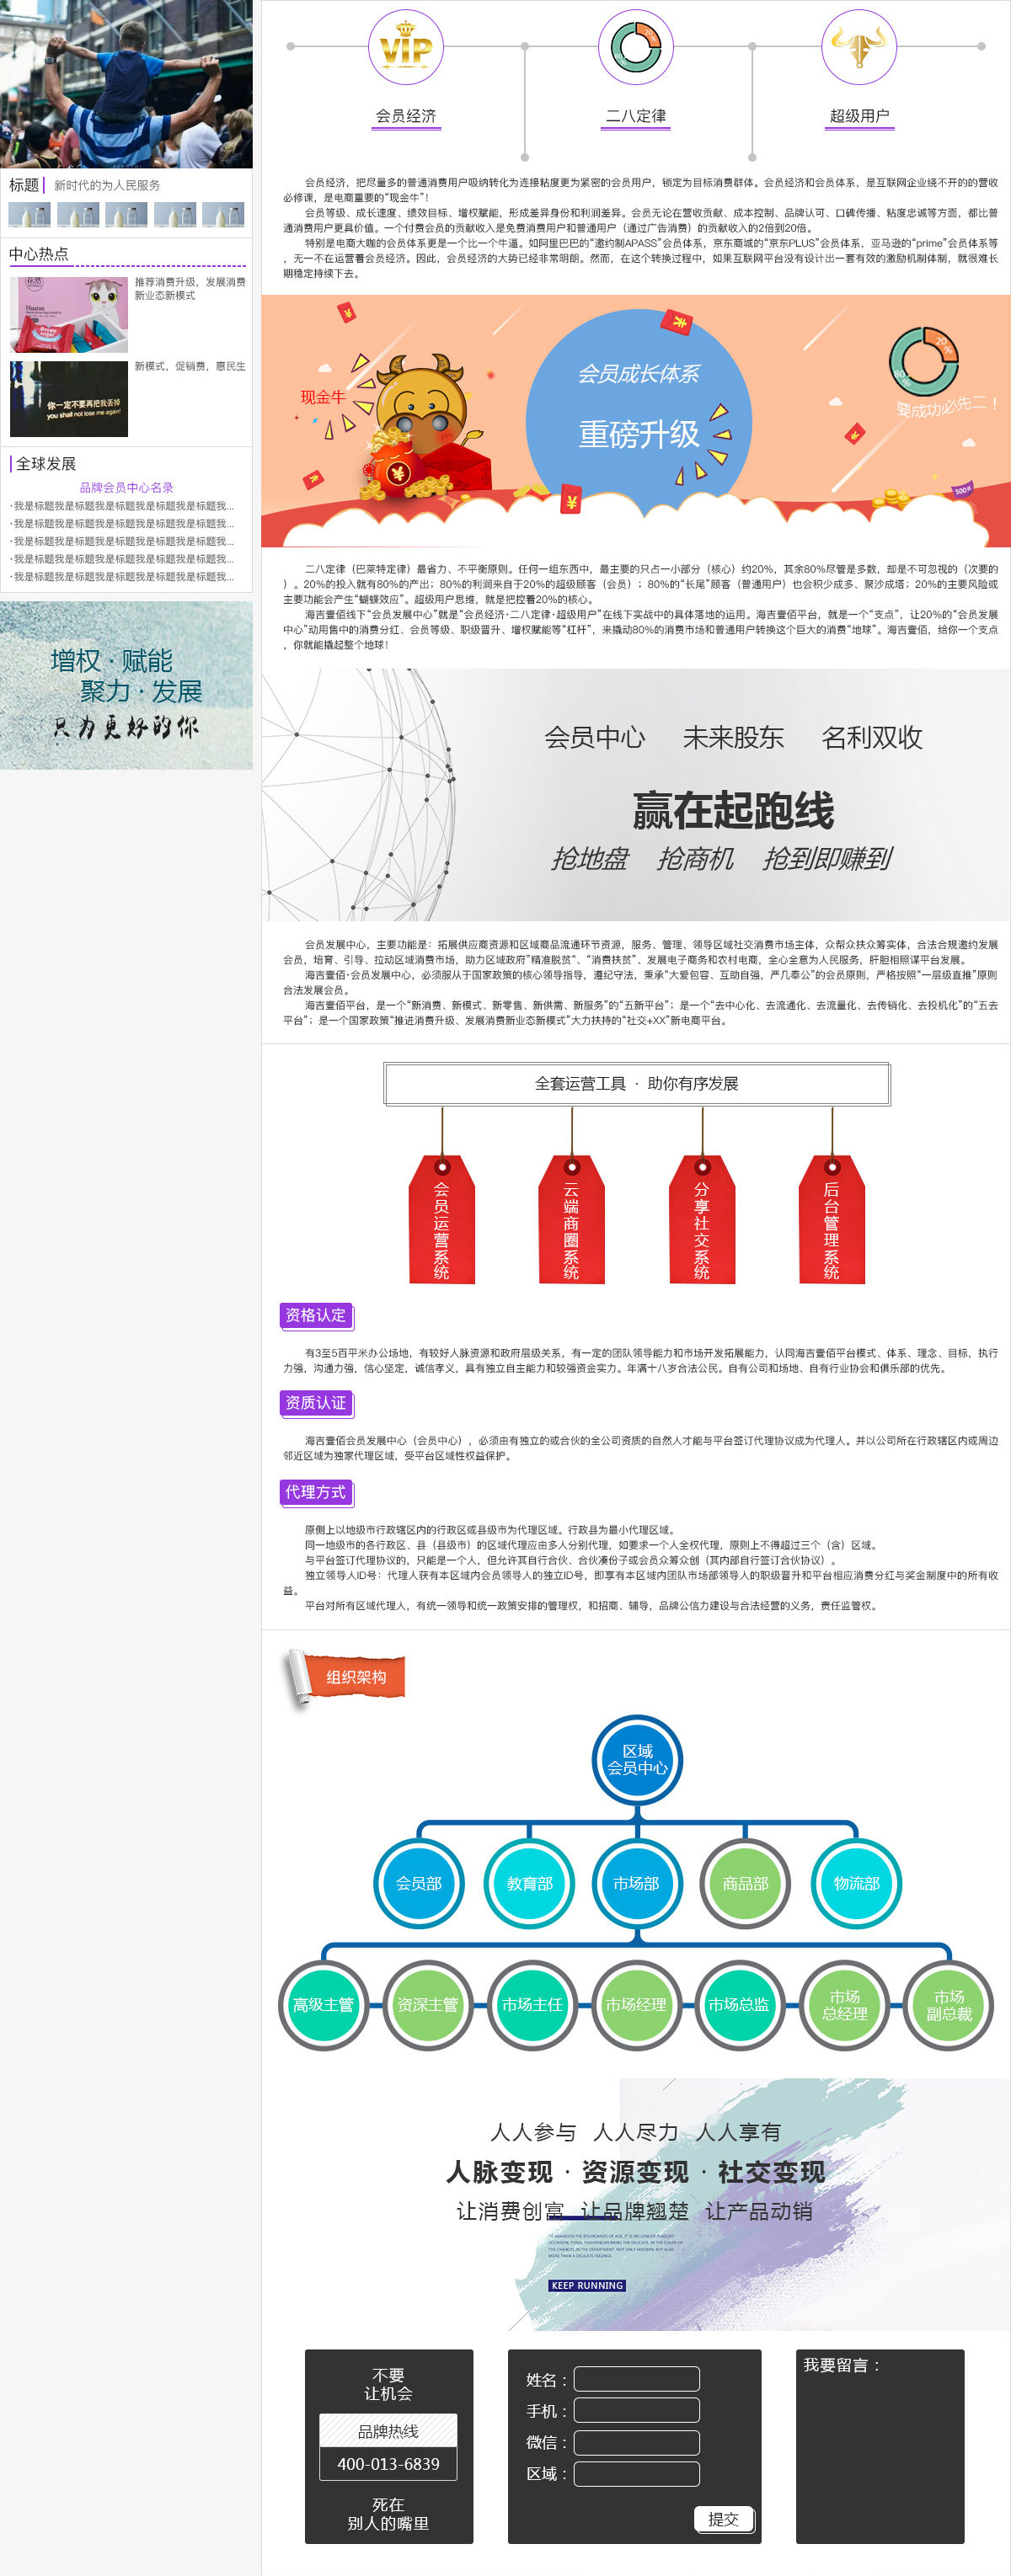 标题
新时代的为人民服务
中心热点
推荐消费升级，发展消费
新业态新模式
你一定不要再把我丢掉
you shall not lose me again!
新模式，促销费，惠民生
全球发展
品牌会员中心名录
·我是标题我是标题我是标题我是标题我...
·我是标题我是标题我是标题我是标题我...
·我是标题我是标题我是标题我是标题我...
·我是标题我是标题我是标题我是标题我...
·我是标题我是标题我是标题我是标题我...
增权·赋能
聚力·发展
只为更好的你
VIP
会员经济
二八定律
超级用户
会员经济，把尽量多的普通消费用户吸纳转化为连接粘度更为紧密的会员用户，锁定为目标消费群体。会员经济和会员体系，是互联网企业绕不开的的营收
必修课，是电商重要的“现金牛”！
会员等级、成长速度、绩效目标、增权赋能，形成差异身份和利润差异。会员无论在营收贡献、成本控制、品牌认可、口碑传播、粘度忠诚等方面，都比普
通消费用户更具价值。一个付费会员的贡献收入是免费消费用户和普通用户（通过广告消费）的贡献收入的2倍到20倍。
特别是电商大咖的会员体系更是一个比一个牛逼。如阿里巴巴的“邀约制APASS”会员体系，京东商城的“京东PLUS”会员体系，亚马逊的“prime”会员体系等
，无一不在运营着会员经济。因此，会员经济的大势已经非常明朗。然而，在这个转换过程中，如果互联网平台没有设计出一套有效的激励机制体制，就很难长
期稳定持续下去。
现金牛
会员成长体系
重磅升级
要成功必先二！
二八定律（巴莱特定律）最省力、不平衡原则。任何一组东西中，最主要的只占一小部分（核心）约20%，其余80%尽管是多数，却是不可忽视的（次要的
）。20%的投入就有80%的产出；80%的利润来自于20%的超级顾客（会员）；80%的“长尾”顾客（普通用户）也会积少成多、聚沙成塔；20%的主要风险或
主要功能会产生“蝴蝶效应”。超级用户思维，就是把控着20%的核心。
海吉壹佰线下“会员发展中心”就是“会员经济·二八定律·超级用户”在线下实战中的具体落地的运用。海吉壹佰平台，就是一个“支点”，让20%的“会员发展
中心”动用售中的消费分红、会员等级、职级晋升、增权赋能等“杠杆”，来撬动80%的消费市场和普通用户转换这个巨大的消费“地球”。海吉壹佰，给你一个支点
，你就能撬起整个地球！
会员中心 未来股东 名利双收
赢在起跑线
抢地盘 抢商机 抢到即赚到
会员发展中心，主要功能是：拓展供应商资源和区域商品流通环节资源，服务、管理、领导区域社交消费市场主体，众帮众扶众筹实体，合法合规邀约发展
会员，培育、引导、拉动区域消费市场，助力区域政府“精准脱贫”、“消费扶贫”、发展电子商务和农村电商，全心全意为人民服务，肝胆相照谋平台发展。
海吉壹佰·会员发展中心，必须服从于国家政策的核心领导指导，遵纪守法，秉承“大爱包容、互助自强，严几奉公”的会员原则，严格按照“一层级直推”原则
合法发展会员。
海吉壹佰平台，是一个“新消费、新模式、新零售、新供需、新服务”的“五新平台”；是一个“去中心化、去流通化、去流量化、去传销化、去投机化”的“五去
平台”；是一个国家政策“推进消费升级、发展消费新业态新模式”大力扶持的“社交+XX”新电商平台。
全套运营工具 · 助你有序发展
会员运营系统
云端商圈系统
分享社交系统
后台管理系统
资格认定
有3至5百平米办公场地，有较好人脉资源和政府层级关系，有一定的团队领导能力和市场开发拓展能力，认同海吉壹佰平台模式、体系、理念、目标，执行
力强，沟通力强，信心坚定，诚信孝义，具有独立自主能力和较强资金实力。年满十八岁合法公民。自有公司和场地、自有行业协会和俱乐部的优先。
资质认证
海吉壹佰会员发展中心（会员中心），必须由有独立的或合伙的全公司资质的自然人才能与平台签订代理协议成为代理人。并以公司所在行政辖区内或周边
邻近区域为独家代理区域，受平台区域性权益保护。
代理方式
原侧上以地级市行政辖区内的行政区或县级市为代理区域。行政县为最小代理区域。
同一地级市的各行政区、县（县级市）的区域代理应由多人分别代理，如要求一个人全权代理，原则上不得超过三个（含）区域。
与平台签订代理协议的，只能是一个人，但允许其自行合伙、合伙凑份子或会员众筹众创（其内部自行签订合伙协议）。
独立领导人ID号：代理人获有本区域内会员领导人的独立ID号，即享有本区域内团队市场部领导人的职级晋升和平台相应消费分红与奖金制度中的所有收
益。
平台对所有区域代理人，有统一领导和统一政策安排的管理权，和招商、辅导，品牌公信力建设与合法经营的义务，责任监管权。
组织架构
区域
会员中心
会员部
教育部
市场部
商品部
物流部
高级主管
资深主管
市场主任
市场经理
市场总监
市场
总经理
市场
副总裁
人人参与 人人尽力 人人享有
人脉变现 · 资源变现 · 社交变现
让消费创富 让品牌翘楚 让产品动销
KEEP RUNNING
不要
让机会
品牌热线
400-013-6839
死在
别人的嘴里
姓名：
手机：
微信：
区域：
提交
我要留言：